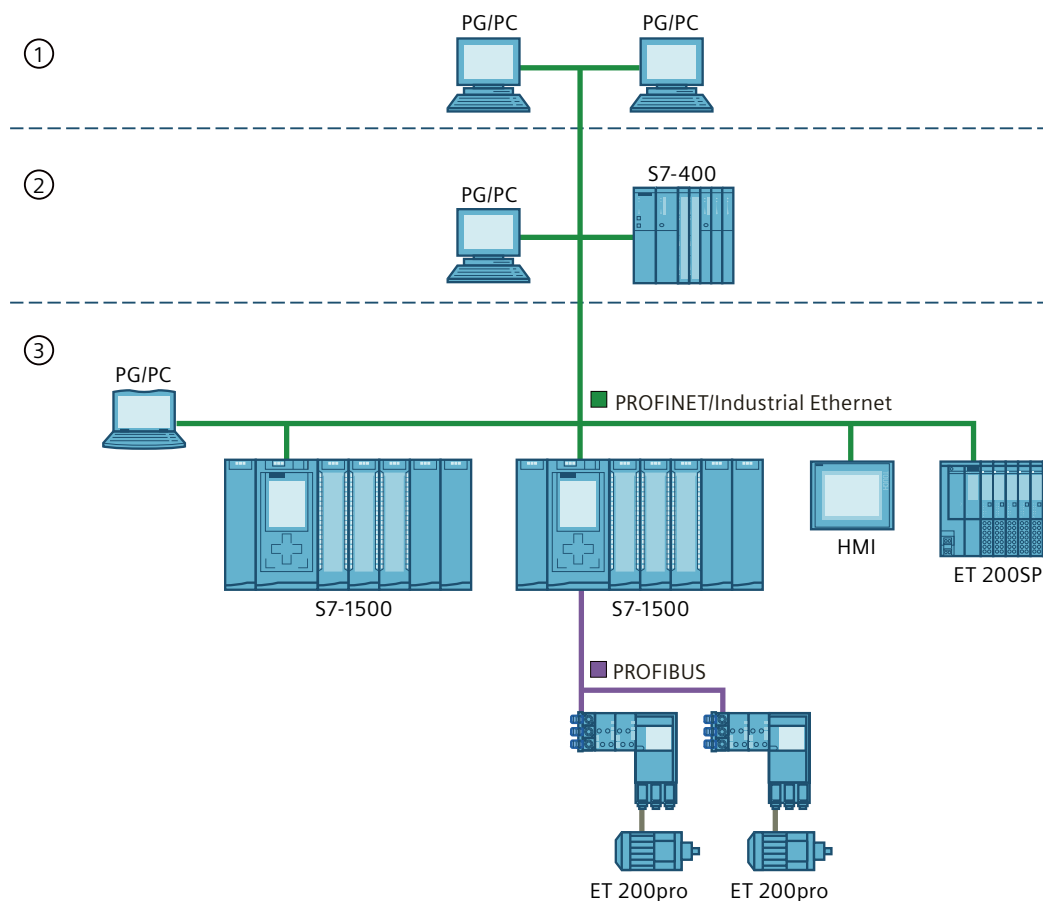 PG/PC
PG/PC
①
②
PG/PC
S7-400
③
PG/PC
PROFINET/Industrial Ethernet
HMI
ET 200SP
S7-1500
S7-1500
PROFIBUS
ET 200pro
ET 200pro